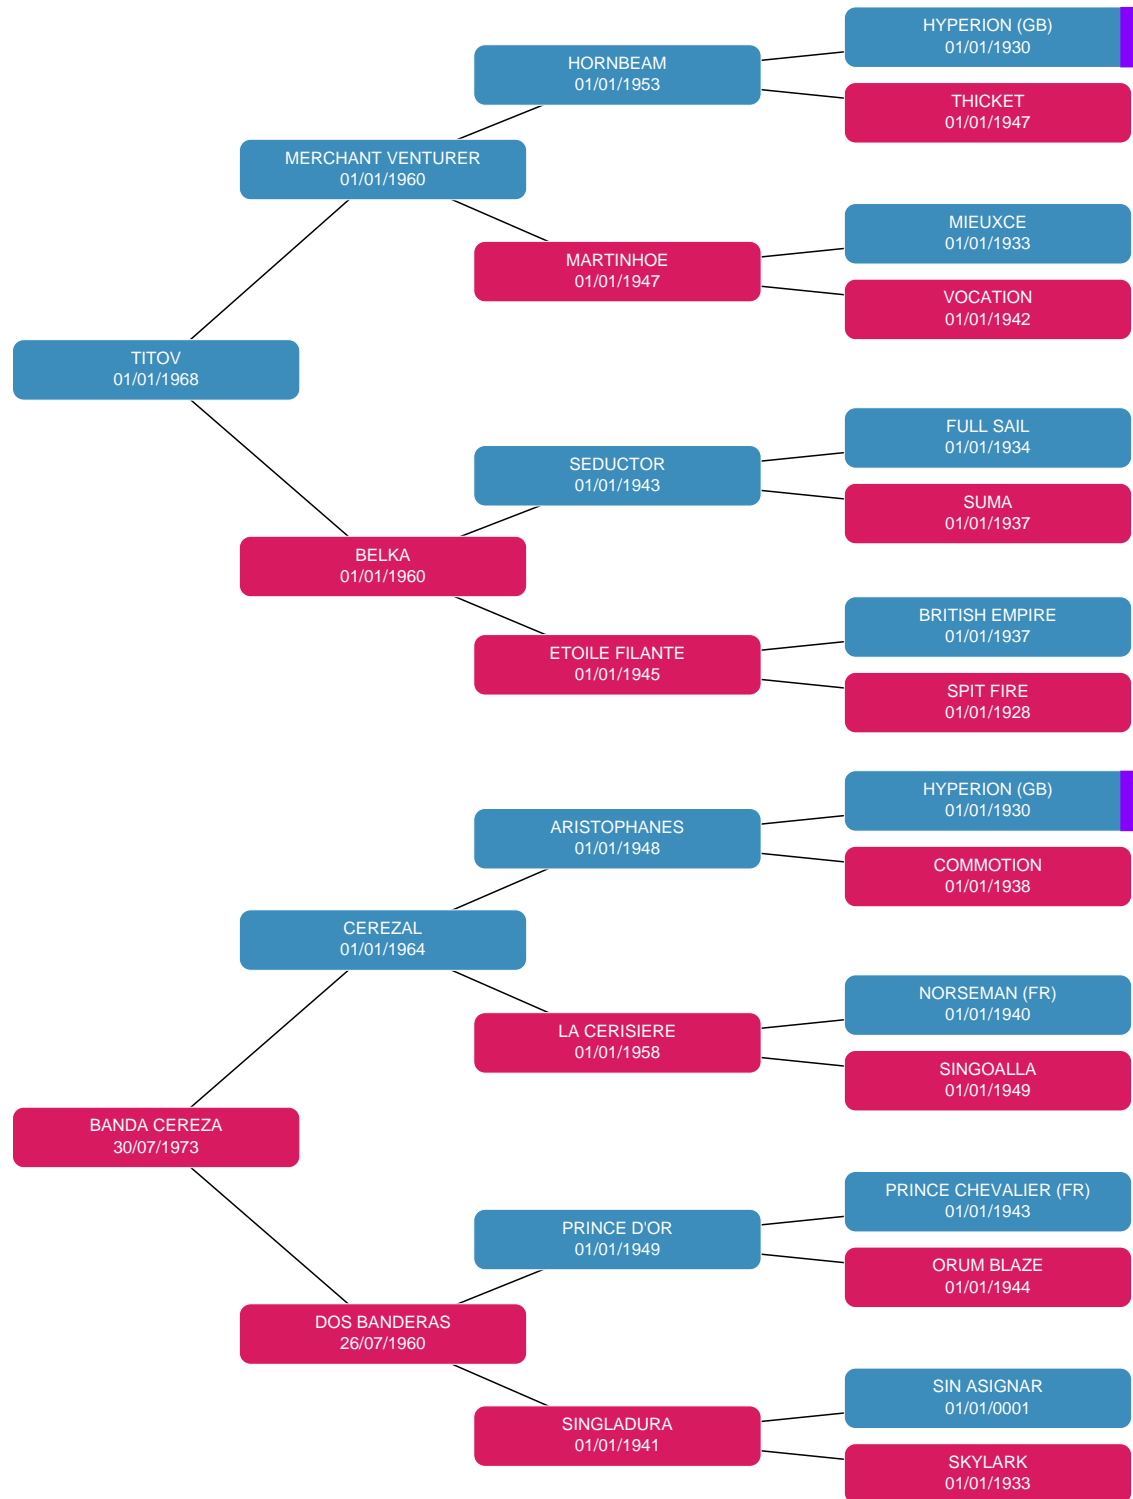 HYPERION (GB)
01/01/1930
HORNBEAM
01/01/1953
THICKET
01/01/1947
MERCHANT VENTURER
01/01/1960
MIEUXCE
01/01/1933
MARTINHOE
01/01/1947
VOCATION
01/01/1942
TITOV
01/01/1968
FULL SAIL
01/01/1934
SEDUCTOR
01/01/1943
SUMA
01/01/1937
BELKA
01/01/1960
BRITISH EMPIRE
01/01/1937
ETOILE FILANTE
01/01/1945
SPIT FIRE
01/01/1928
HYPERION (GB)
01/01/1930
ARISTOPHANES
01/01/1948
COMMOTION
01/01/1938
CEREZAL
01/01/1964
NORSEMAN (FR)
01/01/1940
LA CERISIERE
01/01/1958
SINGOALLA
01/01/1949
BANDA CEREZA
30/07/1973
PRINCE CHEVALIER (FR)
01/01/1943
PRINCE D'OR
01/01/1949
ORUM BLAZE
01/01/1944
DOS BANDERAS
26/07/1960
SIN ASIGNAR
01/01/0001
SINGLADURA
01/01/1941
SKYLARK
01/01/1933